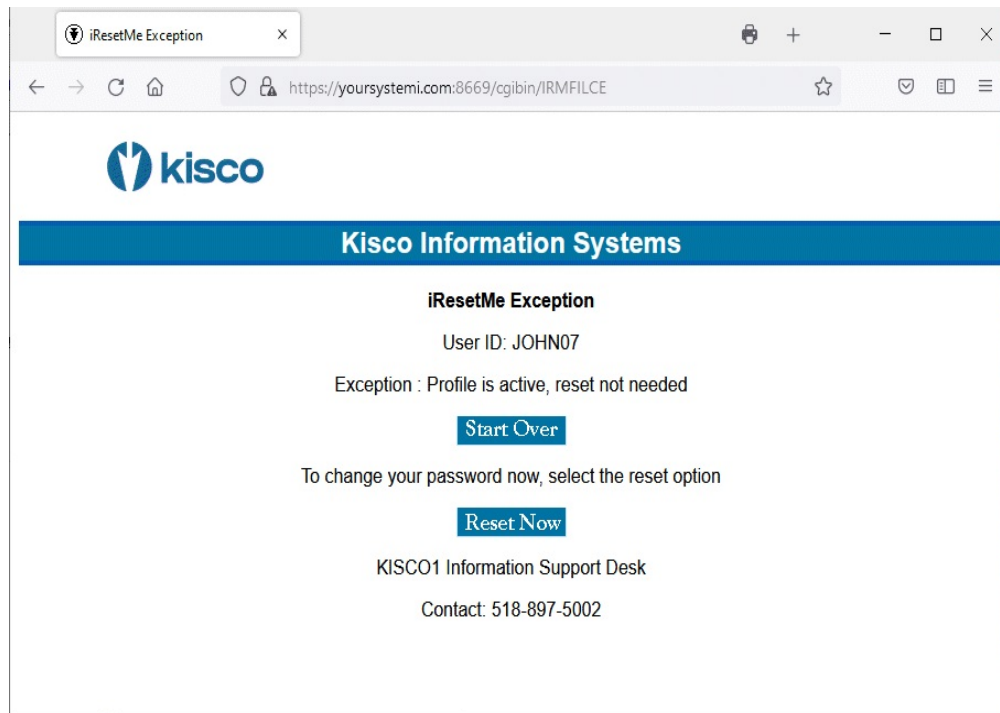 iResetMe Exception
https://yoursystemi.com:8669/cgibin/IRMFILCE
kisco
Kisco Information Systems
iResetMe Exception
User ID: JOHN07
Exception : Profile is active, reset not needed
Start Over
To change your password now, select the reset option
Reset Now
KISCO1 Information Support Desk
Contact: 518-897-5002